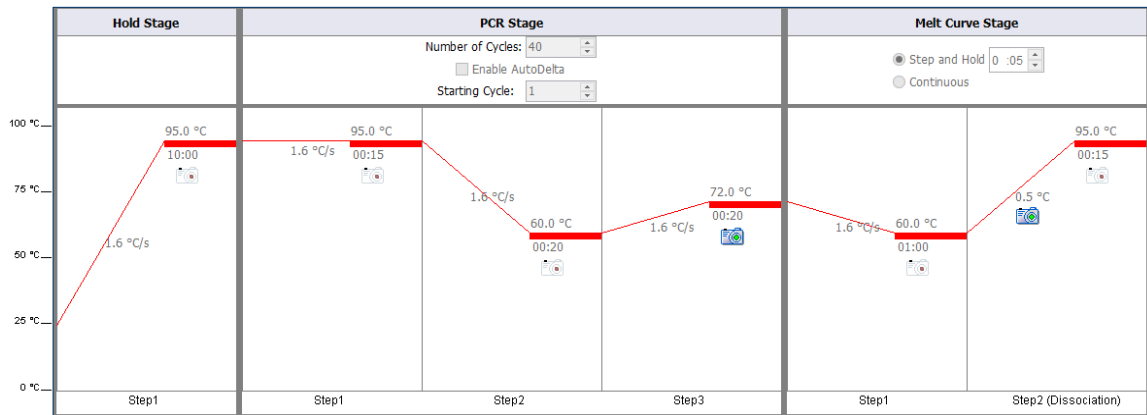 Hold Stage
PCR Stage
Melt Curve Stage
Number of Cycles: 40
Enable AutoDelta
Starting Cycle: 1
Step and Hold 0 :05
Continuous
100 °C
75 °C
50 °C
25 °C
0 °C
1.6 °C/s
95.0 °C
10:00
Step1
1.6 °C/s
95.0 °C
00:15
Step1
1.6 °C/s
60.0 °C
00:20
Step2
1.6 °C/s
72.0 °C
00:20
Step3
1.6 °C/s
60.0 °C
01:00
Step1
0.5 °C
95.0 °C
00:15
Step2 (Dissociation)